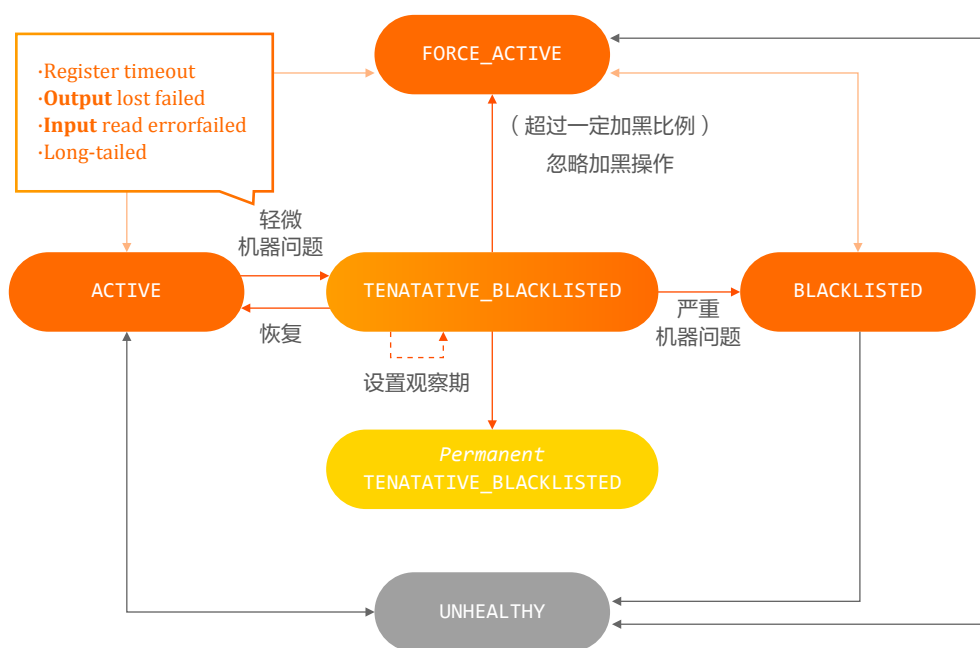 FORCE_ACTIVE
·Register timeout
·Output lost failed
·Input read errorfailed
·Long-tailed
（超过一定加黑比例）
忽略加黑操作
轻微
机器问题
ACTIVE
TENATATIVE_BLACKLISTED
BLACKLISTED
恢复
严重
机器问题
设置观察期
Permanent
TENATATIVE_BLACKLISTED
UNHEALTHY